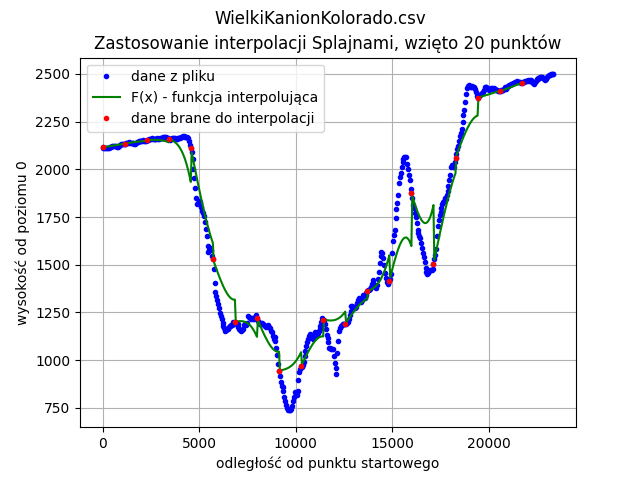 WielkiKanionKolorado.csv
Zastosowanie interpolacji Splajnami, wzięto 20 punktów
dane z pliku
F(x) - funkcja interpolująca
dane brane do interpolacji
wysokość od poziomu 0
2500
2250
2000
1750
1500
1250
1000
750
0 5000 10000 15000 20000
odległość od punktu startowego